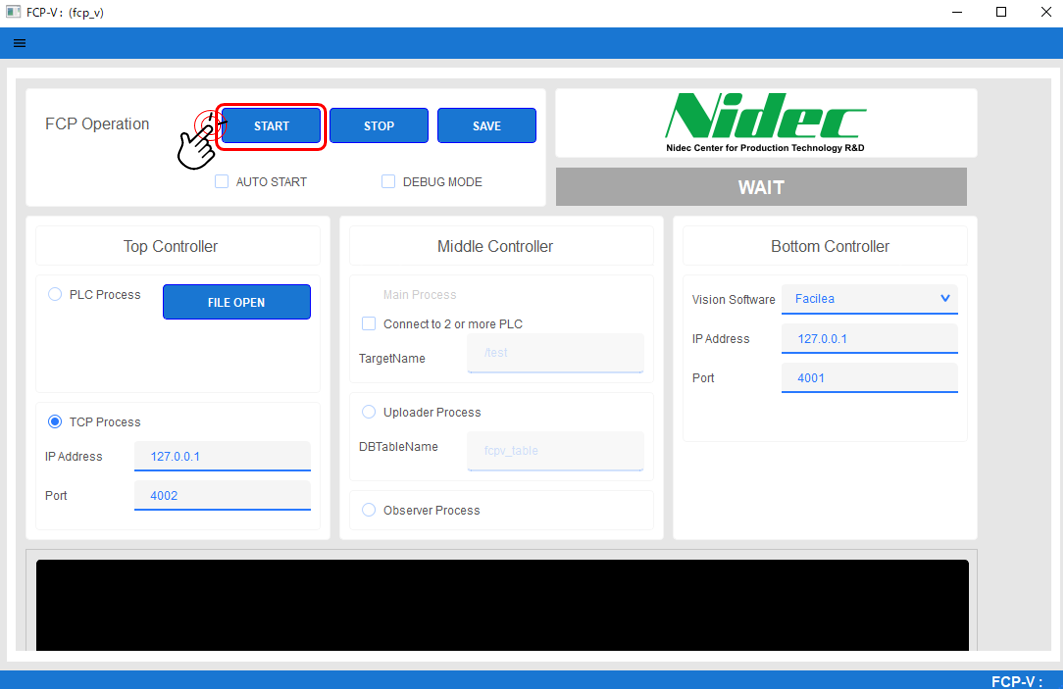 FCP-V : (fcp_v)
FCP Operation
START
STOP
SAVE
AUTO START
DEBUG MODE
Nidec
Nidec Center for Production Technology R&D
WAIT
Top Controller
PLC Process
FILE OPEN
TCP Process
IP Address
127.0.0.1
Port
4002
Middle Controller
Main Process
Connect to 2 or more PLC
TargetName
/test
Uploader Process
DBTableName
fcpv_table
Observer Process
Bottom Controller
Vision Software
Facilea
IP Address
127.0.0.1
Port
4001
FCP-V :